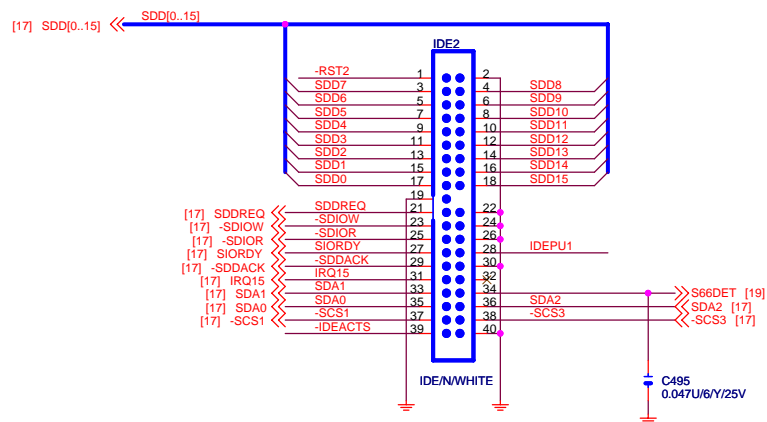 [17] SDD[0..15] SDD[0..15]
IDE2
-RST2 1 2
SDD7 3 4 SDD8
SDD6 5 6 SDD9
SDD5 7 8 SDD10
SDD4 9 10 SDD11
SDD3 11 12 SDD12
SDD2 13 14 SDD13
SDD1 15 16 SDD14
SDD0 17 18 SDD15
19
[17] SDDREQ SDDREQ 21 22
[17] -SDIOW -SDIOW 23 24
[17] -SDIOR -SDIOR 25 26
[17] SIORDY SIORDY 27 28 IDEPU1
[17] -SDDACK -SDDACK 29 30
[17] IRQ15 IRQ15 31 32
[17] SDA1 SDA1 33 34 S66DET [19]
[17] SDA0 SDA0 35 36 SDA2 SDA2 [17]
[17] -SCS1 -SCS1 37 38 -SCS3 -SCS3 [17]
-IDEACTS 39 40
IDE/N/WHITE
C495
0.047U/6/Y/25V